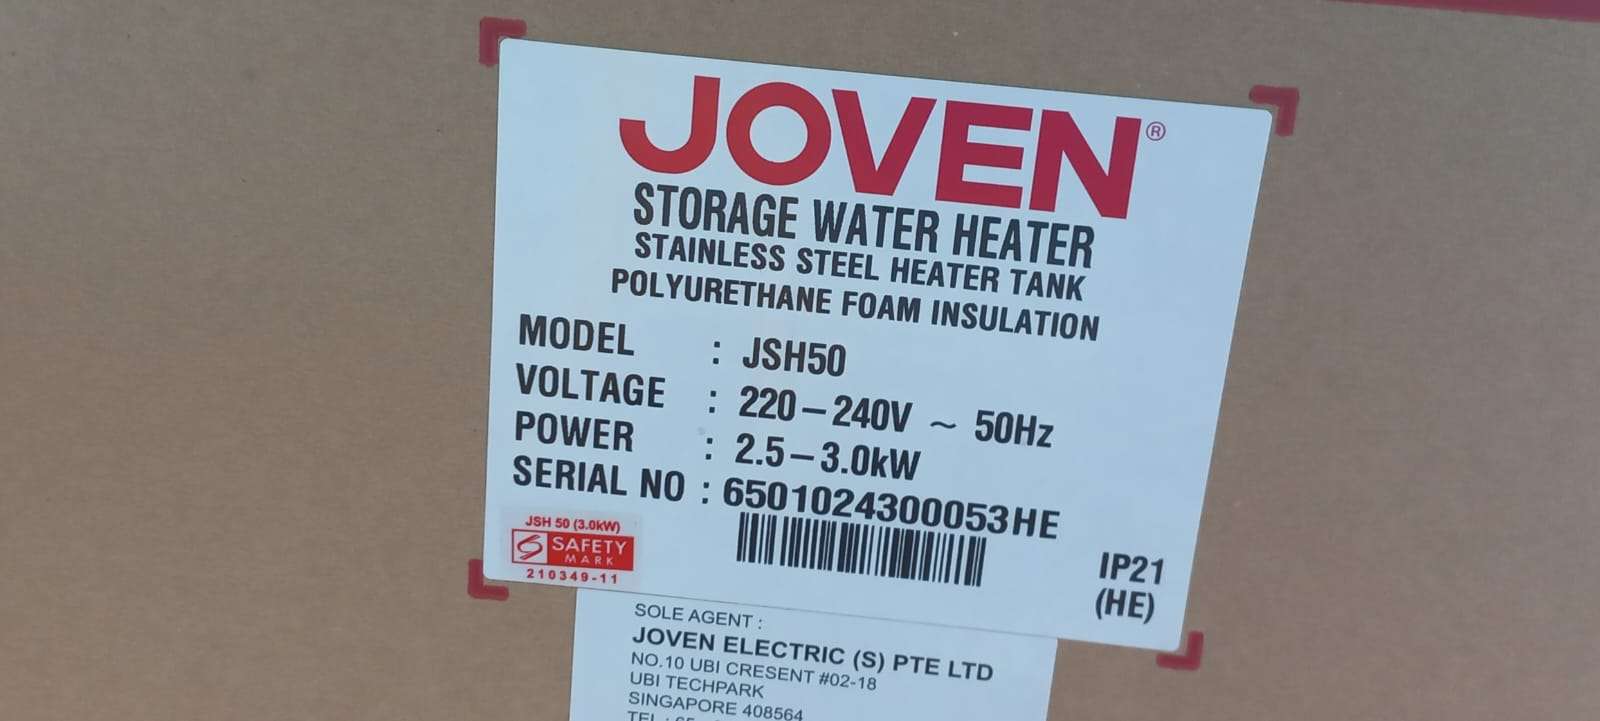 JOVEN®
STORAGE WATER HEATER
STAINLESS STEEL HEATER TANK
POLYURETHANE FOAM INSULATION
MODEL : JSH50
VOLTAGE : 220–240V ~ 50Hz
POWER : 2.5–3.0kW
SERIAL NO : 6501024300053HE
JSH 50 (3.0kW)
SAFETY
MARK
210349-11
IP21
(HE)
SOLE AGENT :
JOVEN ELECTRIC (S) PTE LTD
NO.10 UBI CRESENT #02-18
UBI TECHPARK
SINGAPORE 408564
TEL : 65